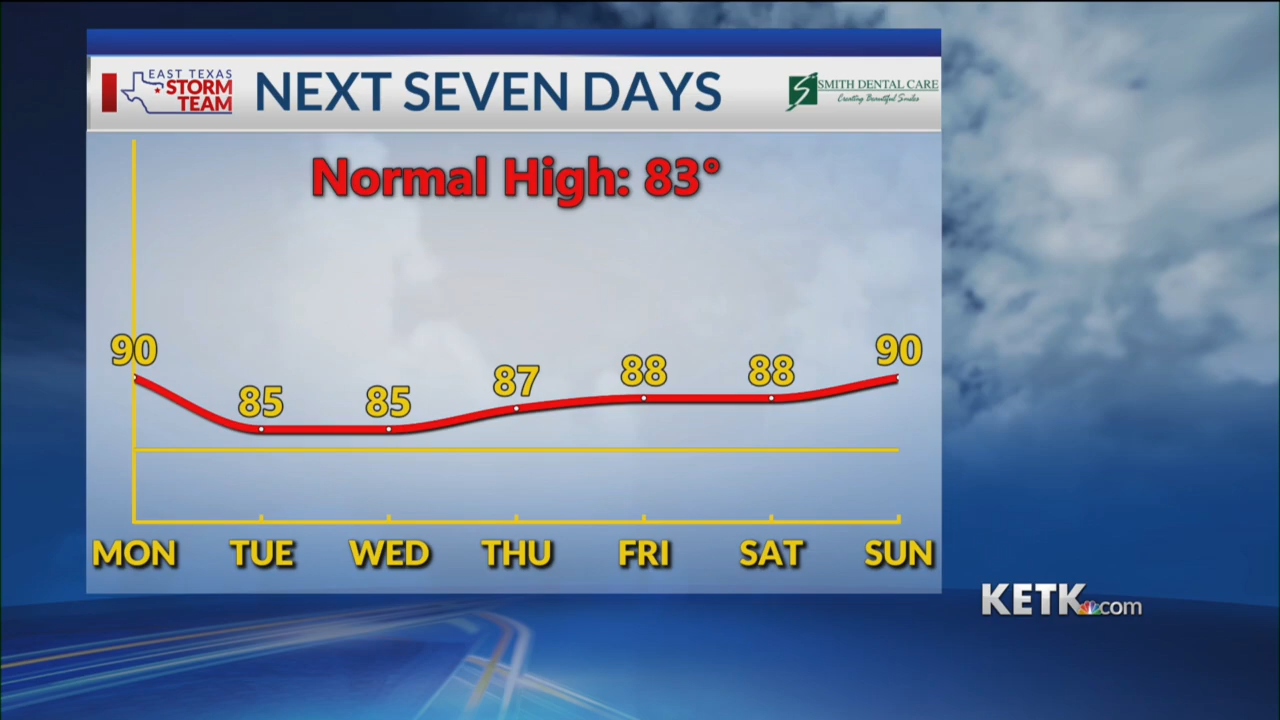 EAST TEXAS
STORM
TEAM
NEXT SEVEN DAYS
SMITH DENTAL CARE
Creating Beautiful Smiles
Normal High: 83°
90
85
85
87
88
88
90
MON TUE WED THU FRI SAT SUN
KETK.com